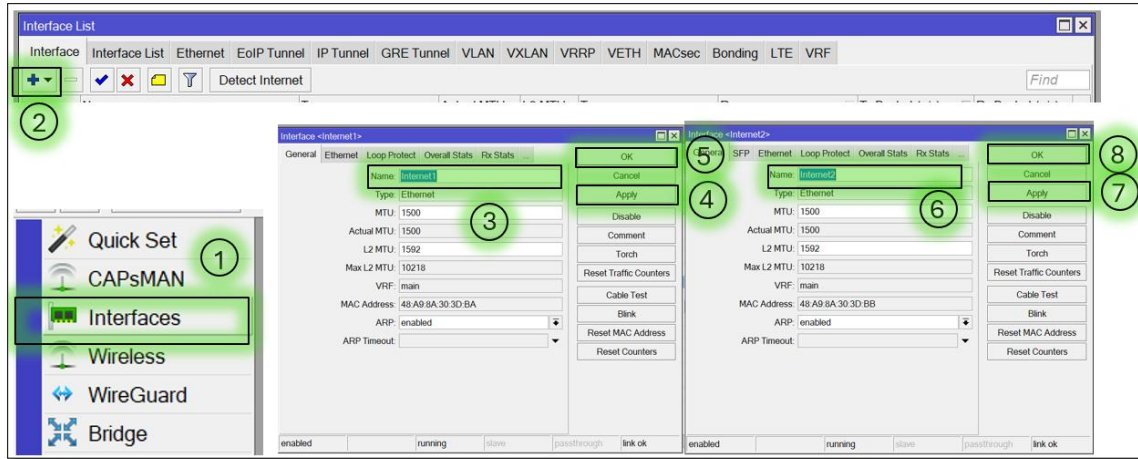 Interface List
Interface Interface List Ethernet EoIP Tunnel IP Tunnel GRE Tunnel VLAN VXLAN VRRP VETH MACsec Bonding LTE VRF
Detect Internet
Find
2
Interface <Internet1>
General Ethernet Loop Protect Overall Stats Rx Stats ...
Name: Internet1
Type: Ethernet
MTU: 1500
Actual MTU: 1500
L2 MTU: 1592
Max L2 MTU: 10218
VRF: main
MAC Address: 48:A9:8A:30:3D:BA
ARP: enabled
ARP Timeout:
enabled running slave passthrough link ok
3
OK
Cancel
Apply
Disable
Comment
Torch
Reset Traffic Counters
Cable Test
Blink
Reset MAC Address
Reset Counters
5
4
Interface <Internet2>
General SFP Ethernet Loop Protect Overall Stats Rx Stats ...
Name: Internet2
Type: Ethernet
MTU: 1500
Actual MTU: 1500
L2 MTU: 1592
Max L2 MTU: 10218
VRF: main
MAC Address: 48:A9:8A:30:3D:BB
ARP: enabled
ARP Timeout:
enabled running slave passthrough link ok
6
OK
Cancel
Apply
Disable
Comment
Torch
Reset Traffic Counters
Cable Test
Blink
Reset MAC Address
Reset Counters
8
7
Quick Set
1
CAPsMAN
Interfaces
Wireless
WireGuard
Bridge